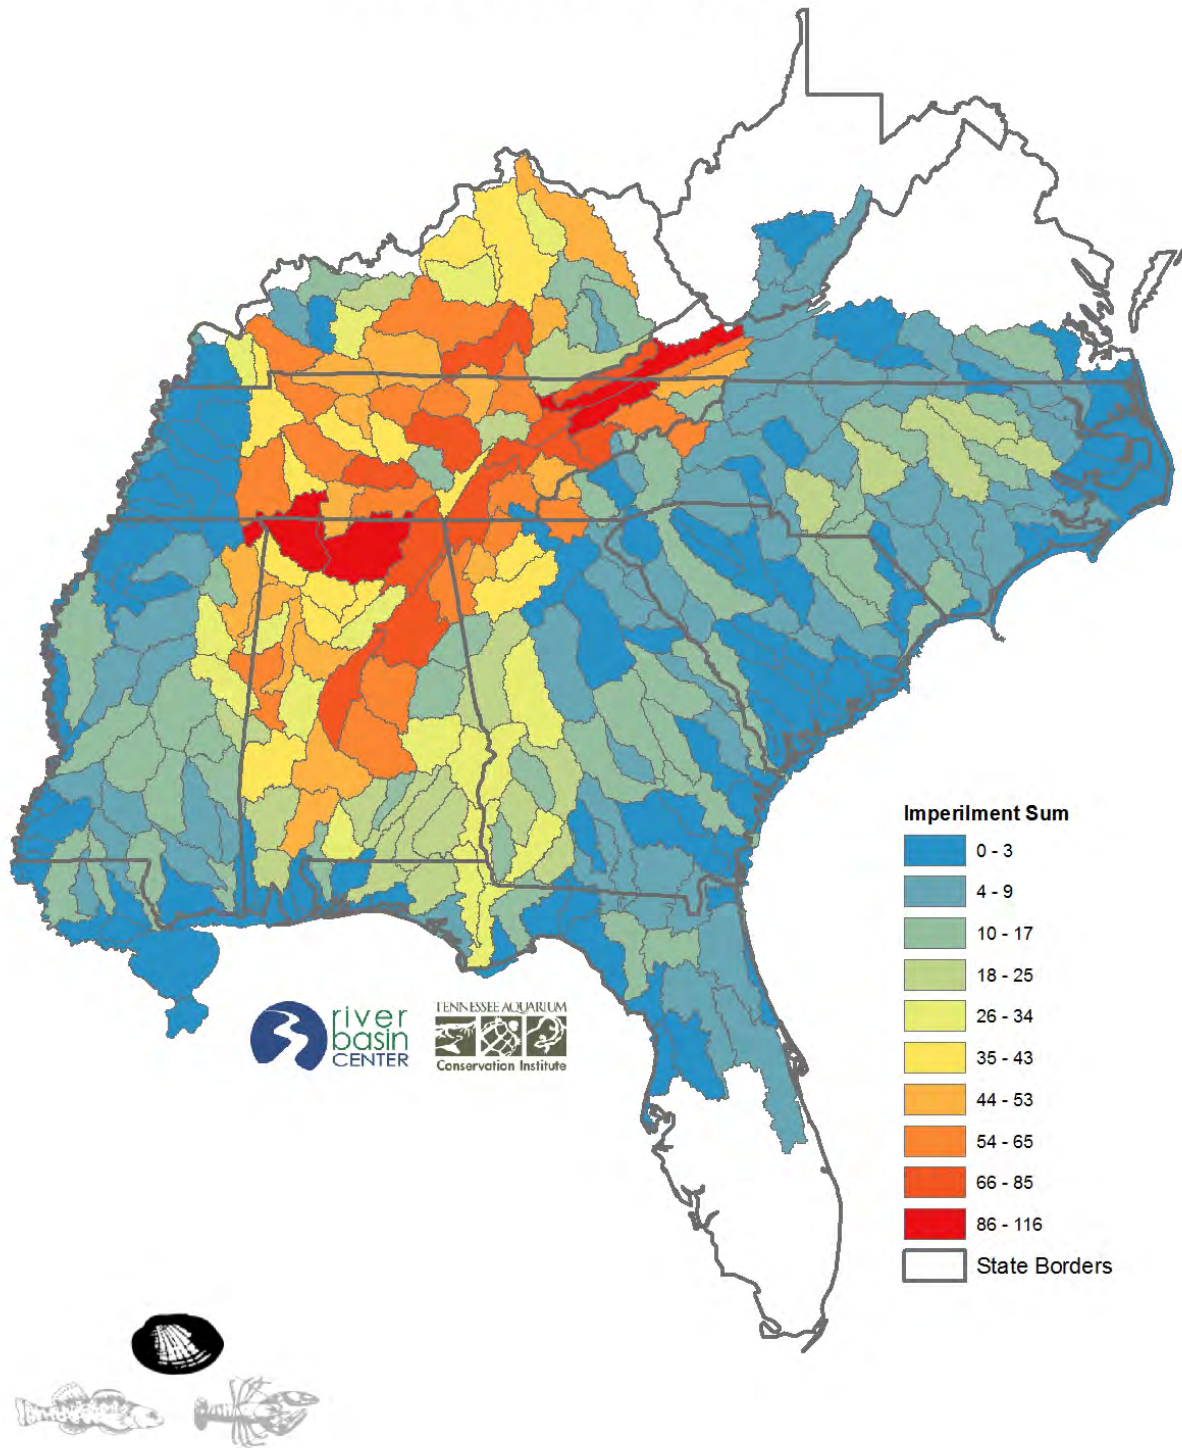 Imperilment Sum
0 - 3
4 - 9
10 - 17
18 - 25
26 - 34
35 - 43
44 - 53
54 - 65
66 - 85
86 - 116
State Borders
river
basin
CENTER
TENNESSEE AQUARIUM
Conservation Institute